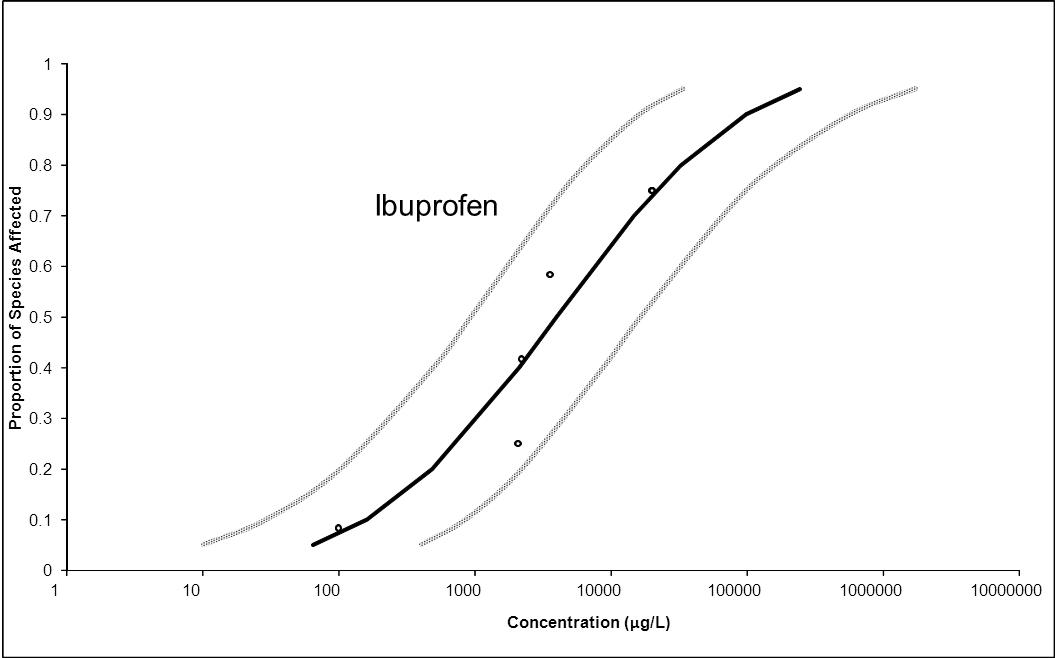 1
0.9
0.8
Ibuprofen
0.7
0.6
0.5
0.4
0.3
0.2
0.1
0
Proportion of Species Affected
1 10 100 1000 10000 100000 1000000 10000000
Concentration (µg/L)